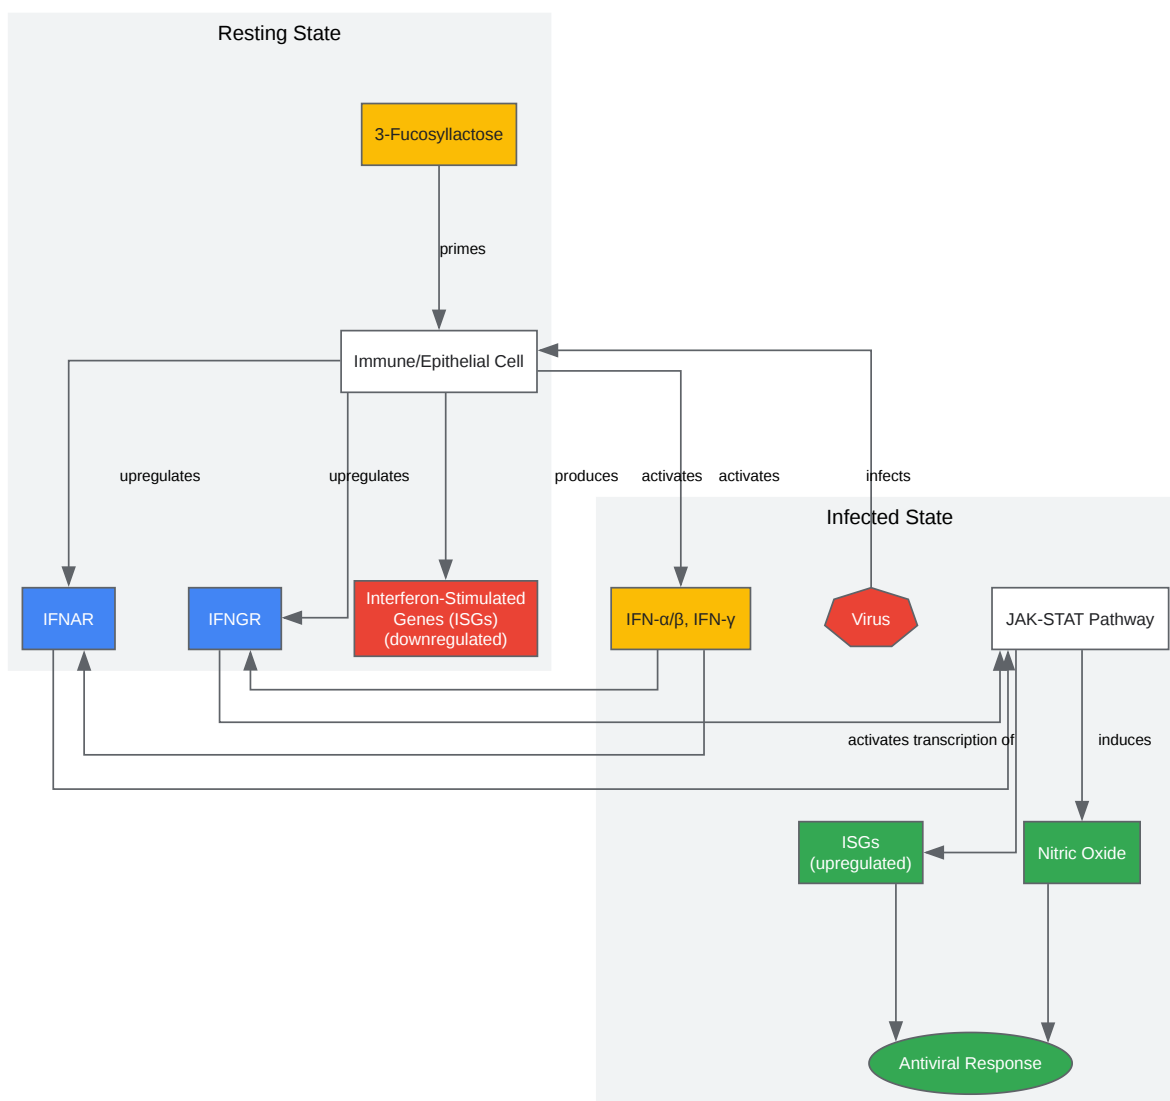 Resting State
3-Fucosyllactose
primes
Immune/Epithelial Cell
upregulates
upregulates
produces
activates
activates
infects
Infected State
IFNAR
IFNGR
Interferon-Stimulated
Genes (ISGs)
(downregulated)
IFN-α/β, IFN-γ
Virus
JAK-STAT Pathway
activates transcription of
induces
ISGs
(upregulated)
Nitric Oxide
Antiviral Response